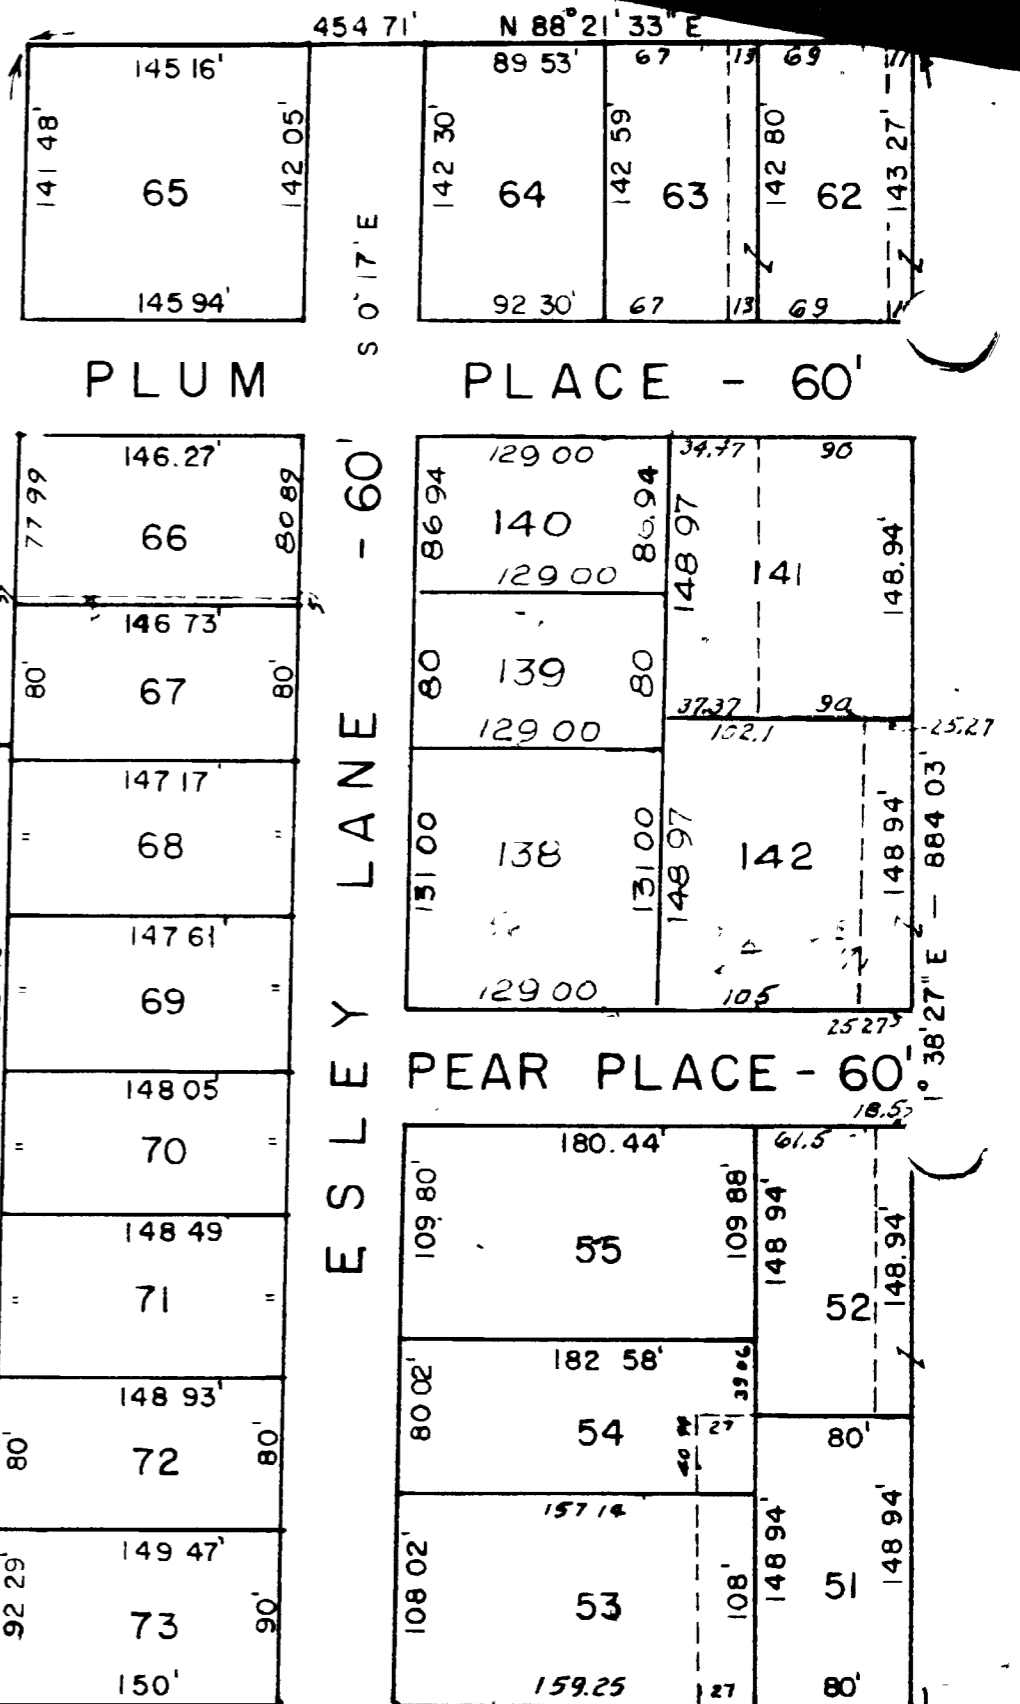 454 71' N 88° 21' 33" E
145 16' 89 53' 67 13 69 11
141 48' 142 05' 142 30' 142 59' 142 80' 143 27'
65 64 63 62
S 0° 17' E
145 94' 92 30' 67 13 69
PLUM PLACE - 60'
146.27' 129 00 34.77 90
77 99 80 89 86 94 86.94 148 97 148.94'
66 140 141
129 00
146 73'
80' 67 80' 80 139 80
37.37 90
129 00 102.1 25.27
147 17'
" 68 " 131 00 138 131 00 148 97 142 148 94'
147 61'
" 69 "
129 00 105
25 27
1° 38' 27" E — 884 03'
ESLEY LANE - 60'
PEAR PLACE - 60'
148 05
" 70 "
18.5
180.44' 61.5
109 80' 109 88' 148 94' 148.94'
148 49'
" 71 "
55 52
182 58' 39 06
148 93'
80' 72 80' 80 02' 54 27 80'
149 47' 157 14
92 29' 73 90' 108 02' 53 108' 148 94' 51 148 94'
150' 159.25 27 80'